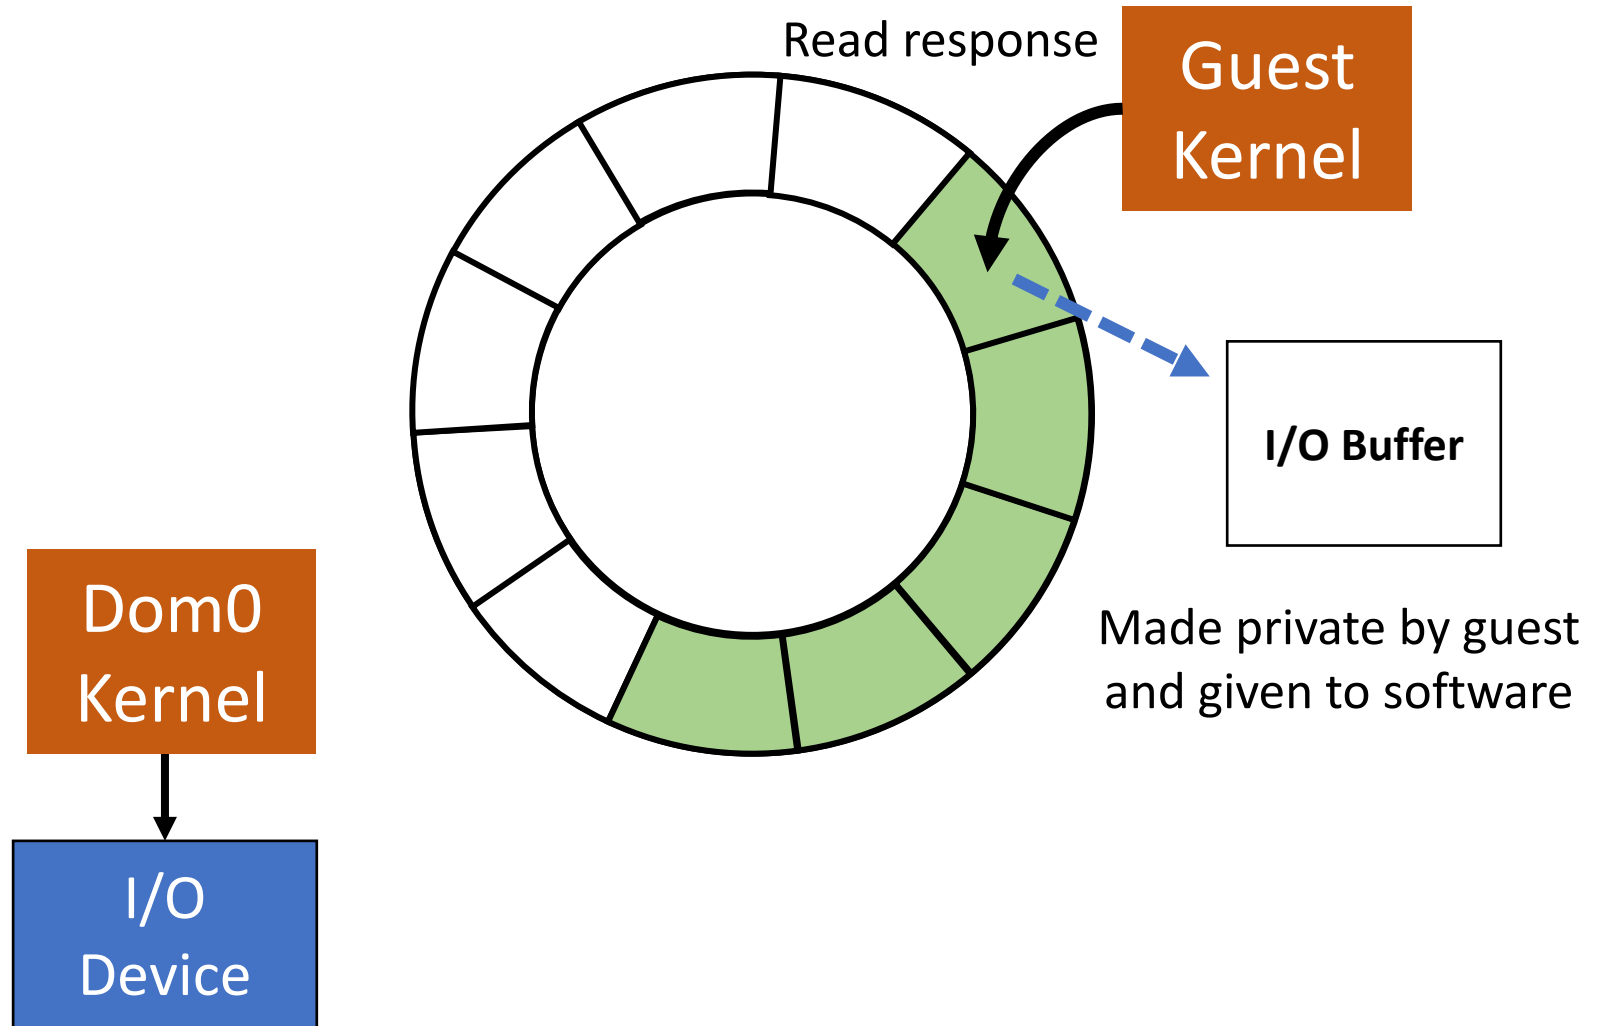 Read response
Guest
Kernel
I/O Buffer
Made private by guest
and given to software
Dom0
Kernel
I/O
Device